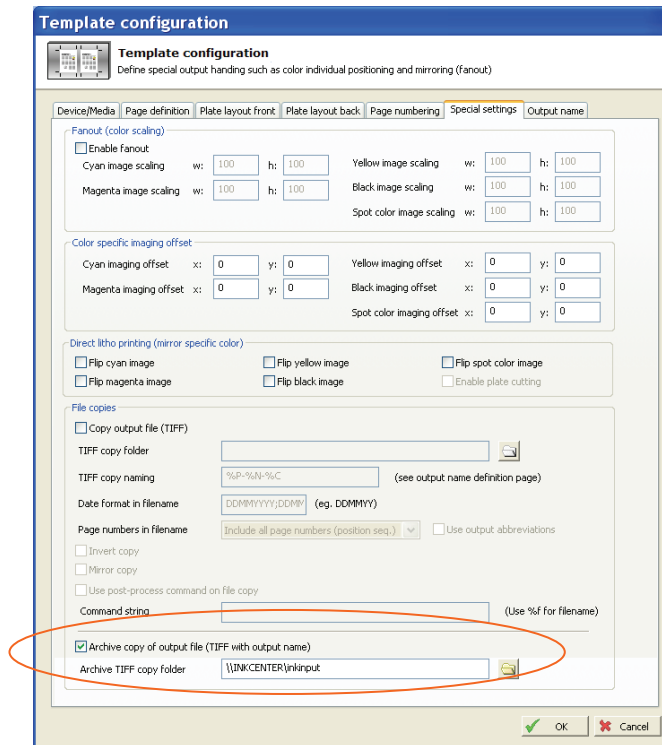 Template configuration
Template configuration
Define special output handing such as color individual positioning and mirroring (fanout)
Device/Media Page definition Plate layout front Plate layout back Page numbering Special settings Output name
Fanout (color scaling)
Enable fanout
Cyan image scaling w: 100 h: 100 Yellow image scaling w: 100 h: 100
Magenta image scaling w: 100 h: 100 Black image scaling w: 100 h: 100
Spot color image scaling w: 100 h: 100
Color specific imaging offset
Cyan imaging offset x: 0 y: 0 Yellow imaging offset x: 0 y: 0
Magenta imaging offset x: 0 y: 0 Black imaging offset x: 0 y: 0
Spot color imaging offset x: 0 y: 0
Direct litho printing (mirror specific color)
Flip cyan image Flip yellow image Flip spot color image
Flip magenta image Flip black image Enable plate cutting
File copies
Copy output file (TIFF)
TIFF copy folder
TIFF copy naming %P-%N-%C (see output name definition page)
Date format in filename DDMMYYYY;DDMM (eg. DDMMYY)
Page numbers in filename Include all page numbers (position seq.) Use output abbreviations
Invert copy
Mirror copy
Use post-process command on file copy
Command string (Use %f for filename)
Archive copy of output file (TIFF with output name)
Archive TIFF copy folder \\INKCENTER\inkinput
OK Cancel